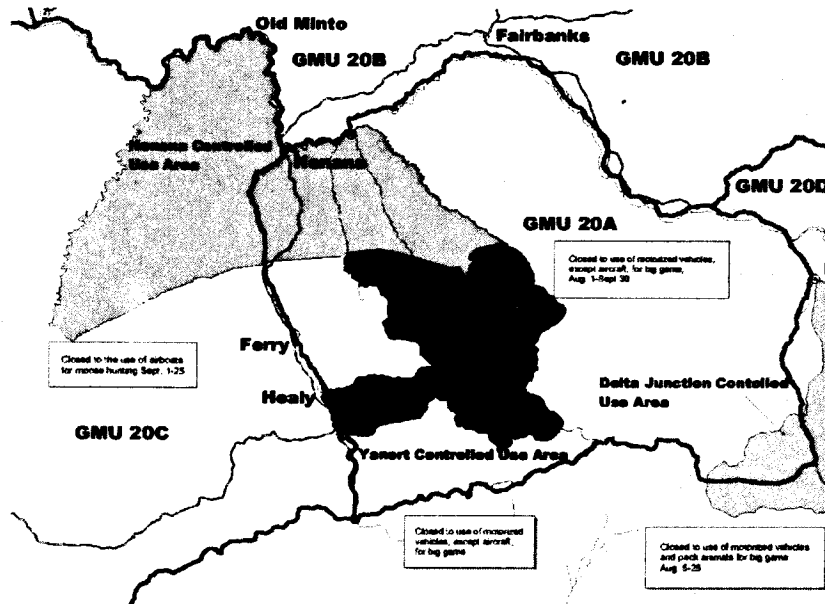 Old Minto
Fairbanks
GMU 20B
GMU 20B
Nenana Controlled
Use Area
Nenana
GMU 20D
GMU 20A
Closed to use of motorized vehicles,
except aircraft, for big game,
Aug. 1-Sept 30
Ferry
Closed to the use of airboats
for moose hunting Sept. 1-25
Healy
Delta Junction Contolled
Use Area
GMU 20C
Yanert Controlled Use Area
Closed to use of motorized
vehicles, except aircraft,
for big game
Closed to use of motorized vehicles
and pack animals for big game
Aug. 5-25